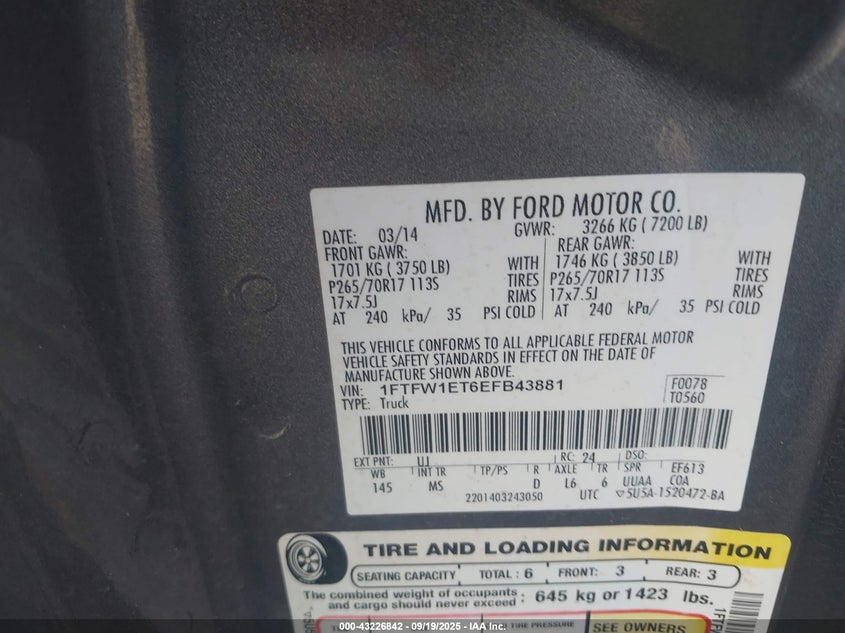 MFD. BY FORD MOTOR CO.
DATE: 03/14 GVWR: 3266 KG ( 7200 LB)
FRONT GAWR: REAR GAWR:
1701 KG ( 3750 LB) WITH 1746 KG ( 3850 LB) WITH
P265/70R17 113S TIRES P265/70R17 113S TIRES
17x7.5J RIMS 17x7.5J RIMS
AT 240 kPa/ 35 PSI COLD AT 240 kPa/ 35 PSI COLD
THIS VEHICLE CONFORMS TO ALL APPLICABLE FEDERAL MOTOR
VEHICLE SAFETY STANDARDS IN EFFECT ON THE DATE OF
MANUFACTURE SHOWN ABOVE.
VIN: 1FTFW1ET6EFB43881 F0078
TYPE: Truck T0560
EXT PNT: UJ RC: 24 DSO:
WB INT TR TP/PS R AXLE TR SPR EF613
145 MS D L6 6 UUAA COA
2201403243050 UTC ▽5U5A-1520472-BA
TIRE AND LOADING INFORMATION
SEATING CAPACITY TOTAL : 6 FRONT: 3 REAR: 3
The combined weight of occupants
and cargo should never exceed : 645 kg or 1423 lbs.
TIRE PRESSURE SEE OWNERS
000-43226842 - 09/19/2025 - IAA, Inc.